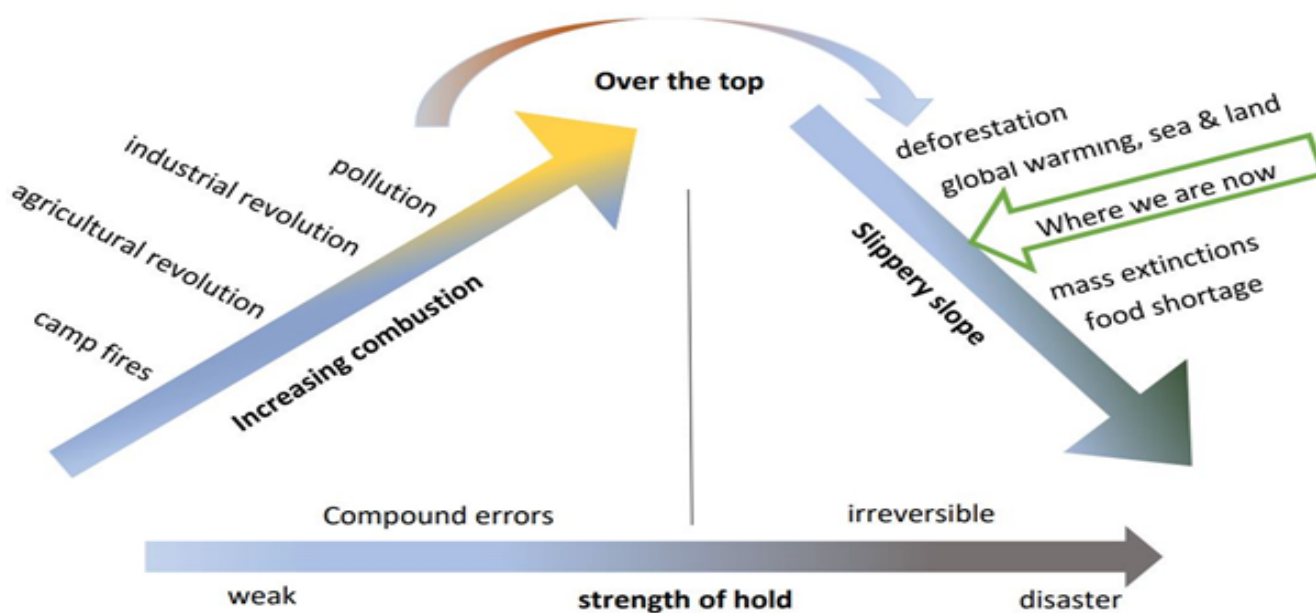 Over the top
pollution
industrial revolution
agricultural revolution
camp fires
Increasing combustion
deforestation
global warming, sea & land
Where we are now
mass extinctions
food shortage
Slippery slope
Compound errors
irreversible
weak
strength of hold
disaster